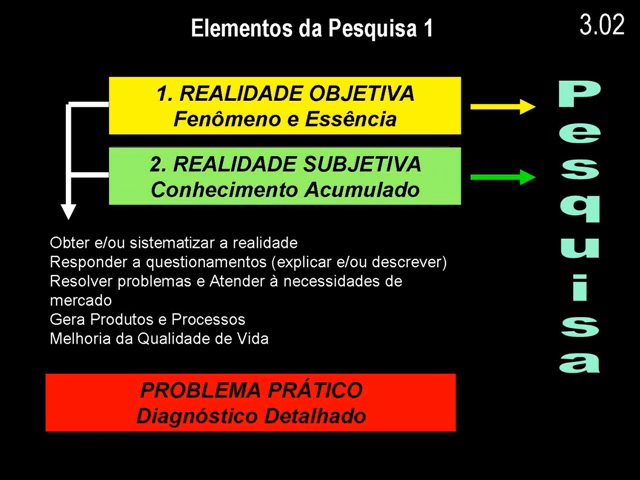 Elementos da Pesquisa 1
3.02
1. REALIDADE OBJETIVA
Fenômeno e Essência
2. REALIDADE SUBJETIVA
Conhecimento Acumulado
Obter e/ou sistematizar a realidade
Responder a questionamentos (explicar e/ou descrever)
Resolver problemas e Atender à necessidades de
mercado
Gera Produtos e Processos
Melhoria da Qualidade de Vida
PROBLEMA PRÁTICO
Diagnóstico Detalhado
Pesquisa